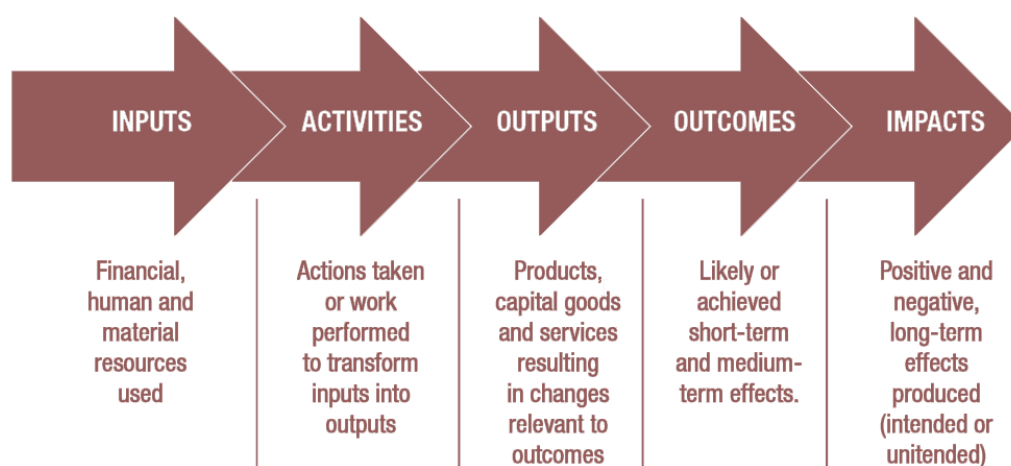 INPUTS
ACTIVITIES
OUTPUTS
OUTCOMES
IMPACTS
Financial,
human and
material
resources
used
Actions taken
or work
performed
to transform
inputs into
outputs
Products,
capital goods
and services
resulting
in changes
relevant to
outcomes
Likely or
achieved
short-term
and medium-
term effects.
Positive and
negative,
long-term
effects
produced
(intended or
unitended)